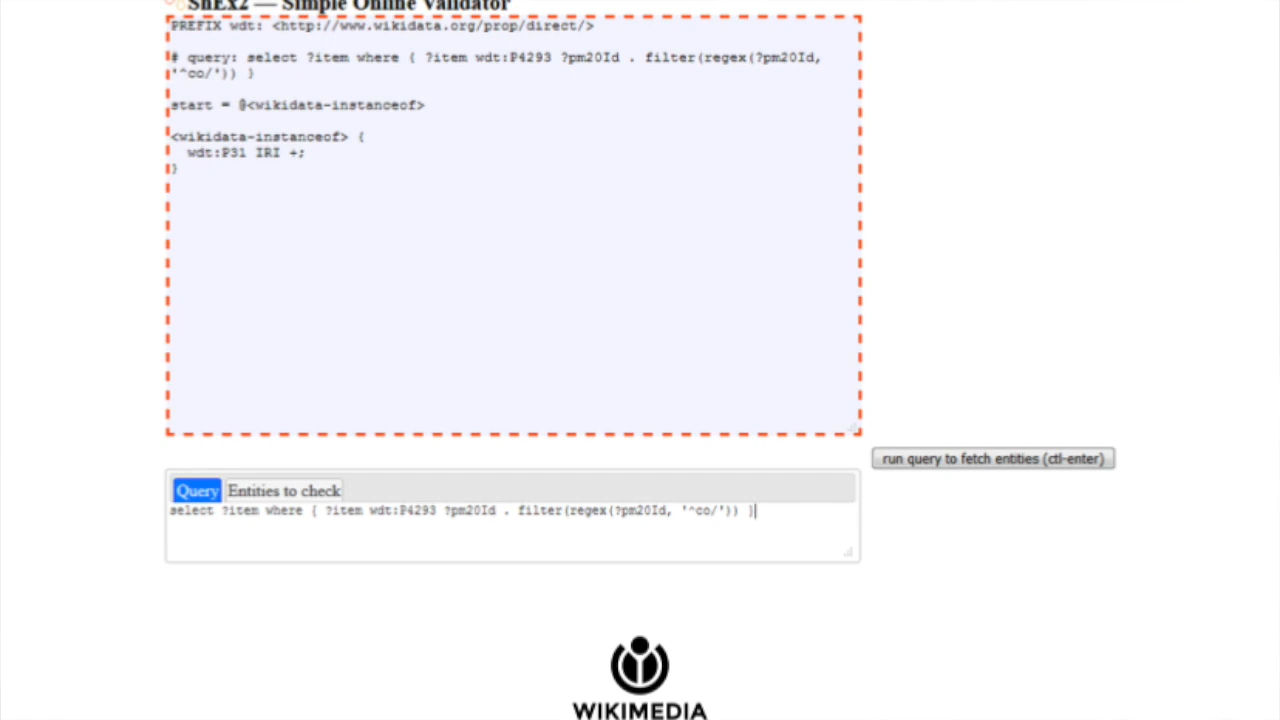 ShEx2 — Simple Online Validator
PREFIX wdt: <http://www.wikidata.org/prop/direct/>
# query: select ?item where { ?item wdt:P4293 ?pm20Id . filter(regex(?pm20Id,
'^co/')) }
start = @<wikidata-instanceof>
<wikidata-instanceof> {
wdt:P31 IRI +;
}
run query to fetch entities (ctl-enter)
Query Entities to check
select ?item where { ?item wdt:P4293 ?pm20Id . filter(regex(?pm20Id, '^co/')) }
WIKIMEDIA